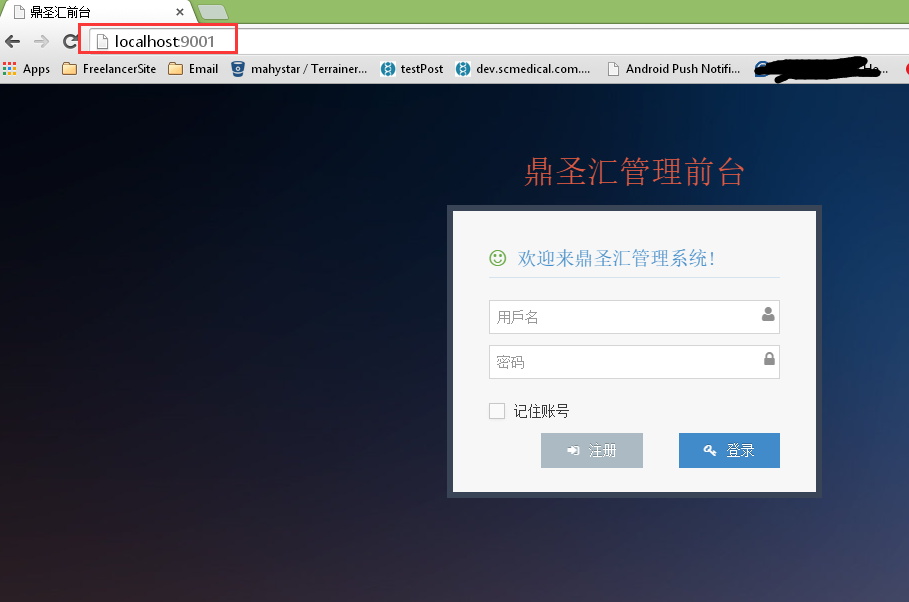 鼎圣汇前台
localhost:9001
Apps FreelancerSite Email mahystar / Terrainer... testPost dev.scmedical.com.... Android Push Notifi...
鼎圣汇管理前台
欢迎来鼎圣汇管理系统!
用戶名
密码
记住账号
注册 登录